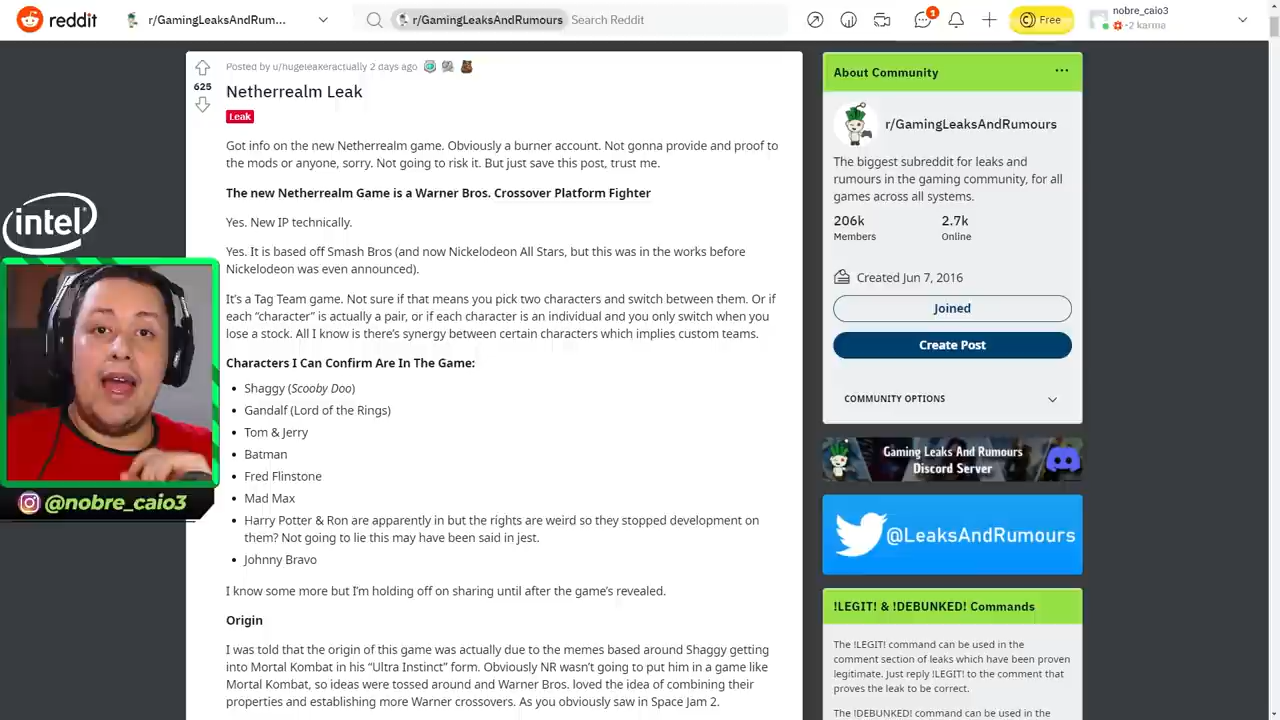 reddit
r/GamingLeaksAndRum...
r/GamingLeaksAndRumours
Search Reddit
1
Free
nobre_caio3
-2 karma
Posted by u/hugeleakeractually 2 days ago
625
Netherrealm Leak
Leak
Got info on the new Netherrealm game. Obviously a burner account. Not gonna provide and proof to
the mods or anyone, sorry. Not going to risk it. But just save this post, trust me.
The new Netherrealm Game is a Warner Bros. Crossover Platform Fighter
Yes. New IP technically.
Yes. It is based off Smash Bros (and now Nickelodeon All Stars, but this was in the works before
Nickelodeon was even announced).
It's a Tag Team game. Not sure if that means you pick two characters and switch between them. Or if
each "character" is actually a pair, or if each character is an individual and you only switch when you
lose a stock. All I know is there's synergy between certain characters which implies custom teams.
Characters I Can Confirm Are In The Game:
Shaggy (Scooby Doo)
Gandalf (Lord of the Rings)
Tom & Jerry
Batman
Fred Flinstone
Mad Max
Harry Potter & Ron are apparently in but the rights are weird so they stopped development on
them? Not going to lie this may have been said in jest.
Johnny Bravo
I know some more but I'm holding off on sharing until after the game's revealed.
Origin
I was told that the origin of this game was actually due to the memes based around Shaggy getting
into Mortal Kombat in his "Ultra Instinct" form. Obviously NR wasn't going to put him in a game like
Mortal Kombat, so ideas were tossed around and Warner Bros. loved the idea of combining their
properties and establishing more Warner crossovers. As you obviously saw in Space Jam 2.
intel
@nobre_caio3
About Community
r/GamingLeaksAndRumours
The biggest subreddit for leaks and
rumours in the gaming community, for all
games across all systems.
206k
2.7k
Members
Online
Created Jun 7, 2016
Joined
Create Post
COMMUNITY OPTIONS
Gaming Leaks And Rumours
Discord Server
@LeaksAndRumours
!LEGIT! & !DEBUNKED! Commands
The !LEGIT! command can be used in the
comment section of leaks which have been proven
legitimate. Just reply !LEGIT! to the comment that
proves the leak to be correct.
The !DEBUNKED! command can be used in the